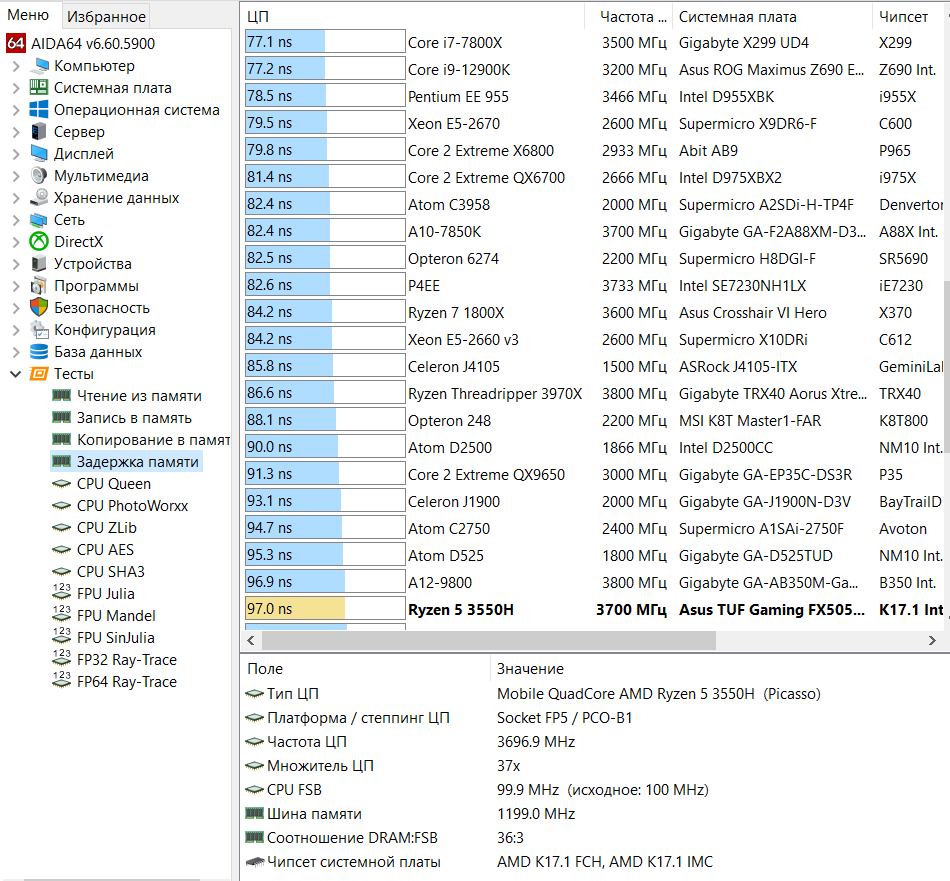 Меню Избранное
64 AIDA64 v6.60.5900
Компьютер
Системная плата
Операционная система
Сервер
Дисплей
Мультимедиа
Хранение данных
Сеть
DirectX
Устройства
Программы
Безопасность
Конфигурация
База данных
Тесты
Чтение из памяти
Запись в память
Копирование в памят
Задержка памяти
CPU Queen
CPU PhotoWorxx
CPU ZLib
CPU AES
CPU SHA3
123 FPU Julia
123 FPU Mandel
123 FPU SinJulia
123 FP32 Ray-Trace
123 FP64 Ray-Trace
ЦП Частота ... Системная плата Чипсет
77.1 ns Core i7-7800X 3500 МГц Gigabyte X299 UD4 X299
77.2 ns Core i9-12900K 3200 МГц Asus ROG Maximus Z690 E... Z690 Int.
78.5 ns Pentium EE 955 3466 МГц Intel D955XBK i955X
79.5 ns Xeon E5-2670 2600 МГц Supermicro X9DR6-F C600
79.8 ns Core 2 Extreme X6800 2933 МГц Abit AB9 P965
81.4 ns Core 2 Extreme QX6700 2666 МГц Intel D975XBX2 i975X
82.4 ns Atom C3958 2000 МГц Supermicro A2SDi-H-TP4F Denverton
82.4 ns A10-7850K 3700 МГц Gigabyte GA-F2A88XM-D3... A88X Int.
82.5 ns Opteron 6274 2200 МГц Supermicro H8DGI-F SR5690
82.6 ns P4EE 3733 МГц Intel SE7230NH1LX iE7230
84.2 ns Ryzen 7 1800X 3600 МГц Asus Crosshair VI Hero X370
84.2 ns Xeon E5-2660 v3 2600 МГц Supermicro X10DRi C612
85.8 ns Celeron J4105 1500 МГц ASRock J4105-ITX GeminiLa
86.6 ns Ryzen Threadripper 3970X 3800 МГц Gigabyte TRX40 Aorus Xtre... TRX40
88.1 ns Opteron 248 2200 МГц MSI K8T Master1-FAR K8T800
90.0 ns Atom D2500 1866 МГц Intel D2500CC NM10 Int.
91.3 ns Core 2 Extreme QX9650 3000 МГц Gigabyte GA-EP35C-DS3R P35
93.1 ns Celeron J1900 2000 МГц Gigabyte GA-J1900N-D3V BayTrailD
94.7 ns Atom C2750 2400 МГц Supermicro A1SAi-2750F Avoton
95.3 ns Atom D525 1800 МГц Gigabyte GA-D525TUD NM10 Int.
96.9 ns A12-9800 3800 МГц Gigabyte GA-AB350M-Ga... B350 Int.
97.0 ns Ryzen 5 3550H 3700 МГц Asus TUF Gaming FX505... K17.1 Int
Поле Значение
Тип ЦП Mobile QuadCore AMD Ryzen 5 3550H (Picasso)
Платформа / степпинг ЦП Socket FP5 / PCO-B1
Частота ЦП 3696.9 MHz
Множитель ЦП 37x
CPU FSB 99.9 MHz (исходное: 100 MHz)
Шина памяти 1199.0 MHz
Соотношение DRAM:FSB 36:3
Чипсет системной платы AMD K17.1 FCH, AMD K17.1 IMC